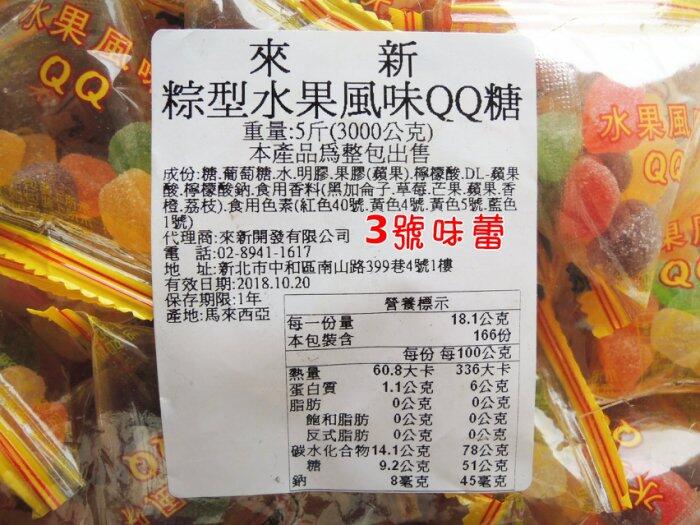 來 新
粽型水果風味QQ糖
重量:5斤(3000公克)
本產品為整包出售
成份:糖.葡萄糖.水.明膠.果膠(蘋果).檸檬酸.DL-蘋果
酸.檸檬酸鈉.食用香料(黑加侖子.草莓.芒果.蘋果.香
橙.荔枝).食用色素(紅色40號.黃色4號.黃色5號.藍色
1號)
代理商:來新開發有限公司
3號味蕾
電 話:02-8941-1617
地 址:新北市中和區南山路399巷4號1樓
有效日期:2018.10.20
保存期限:1年
產地:馬來西亞
營養標示
每一份量 18.1公克
本包裝含 166份
每份 每100公克
熱量 60.8大卡 336大卡
蛋白質 1.1公克 6公克
脂肪 0公克 0公克
飽和脂肪 0公克 0公克
反式脂肪 0公克 0公克
碳水化合物14.1公克 78公克
糖 9.2公克 51公克
鈉 8毫克 45毫克
水果風味
QQ
水果風味
QQ